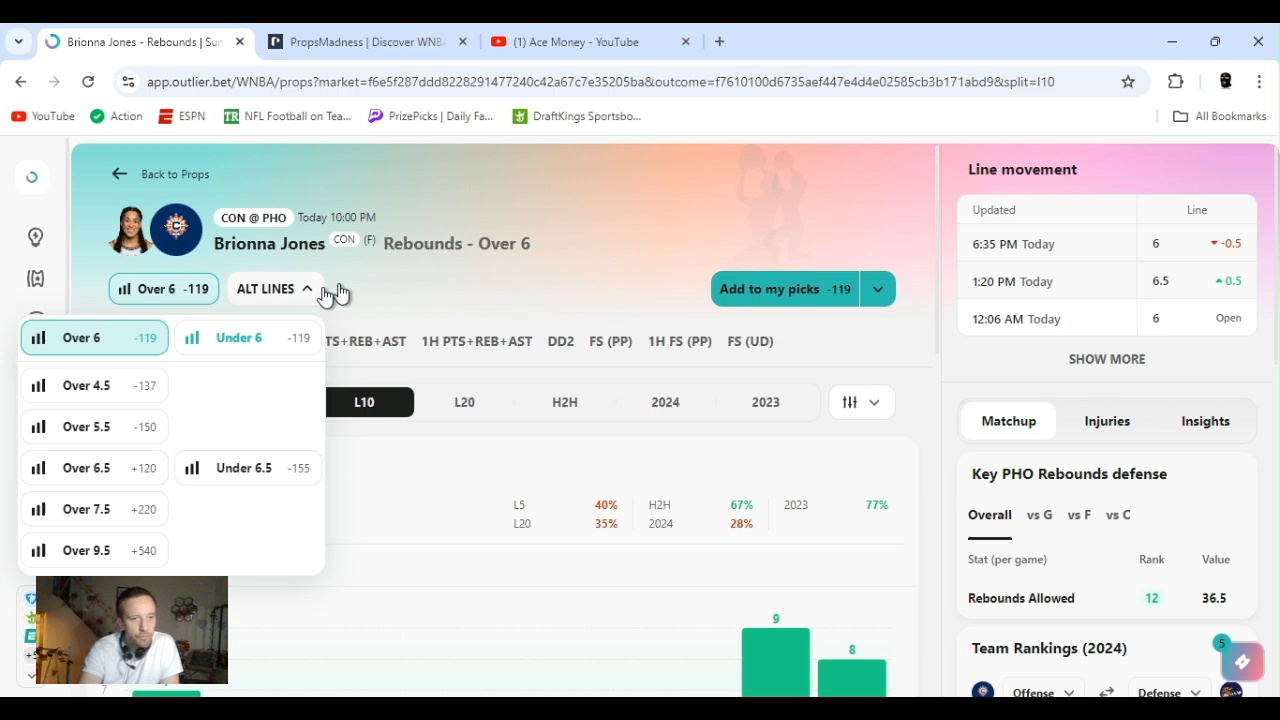 Brionna Jones - Rebounds | Sun
PropsMadness | Discover WNBA
(1) Ace Money - YouTube
app.outlier.bet/WNBA/props?market=f6e5f287ddd8228291477240c42a67c7e35205ba&outcome=f7610100d6735aef447e4d4e02585cb3b171abd9&split=l10
YouTube
Action
ESPN
NFL Football on Tea...
PrizePicks | Daily Fa...
DraftKings Sportsbo...
All Bookmarks
Back to Props
CON @ PHO Today 10:00 PM
Brionna Jones CON (F) Rebounds - Over 6
Over 6 -119
ALT LINES
Add to my picks -119
Over 6 -119
Under 6 -119
Over 4.5 -137
Over 5.5 -150
Over 6.5 +120
Under 6.5 -155
Over 7.5 +220
Over 9.5 +540
TS+REB+AST
1H PTS+REB+AST
DD2
FS (PP)
1H FS (PP)
FS (UD)
L10
L20
H2H
2024
2023
L5 40%
H2H 67%
2023 77%
L20 35%
2024 28%
9
8
7
Line movement
Updated Line
6:35 PM Today 6 -0.5
1:20 PM Today 6.5 0.5
12:06 AM Today 6 Open
SHOW MORE
Matchup
Injuries
Insights
Key PHO Rebounds defense
Overall vs G vs F vs C
Stat (per game) Rank Value
Rebounds Allowed 12 36.5
Team Rankings (2024)
5
Offense
Defense